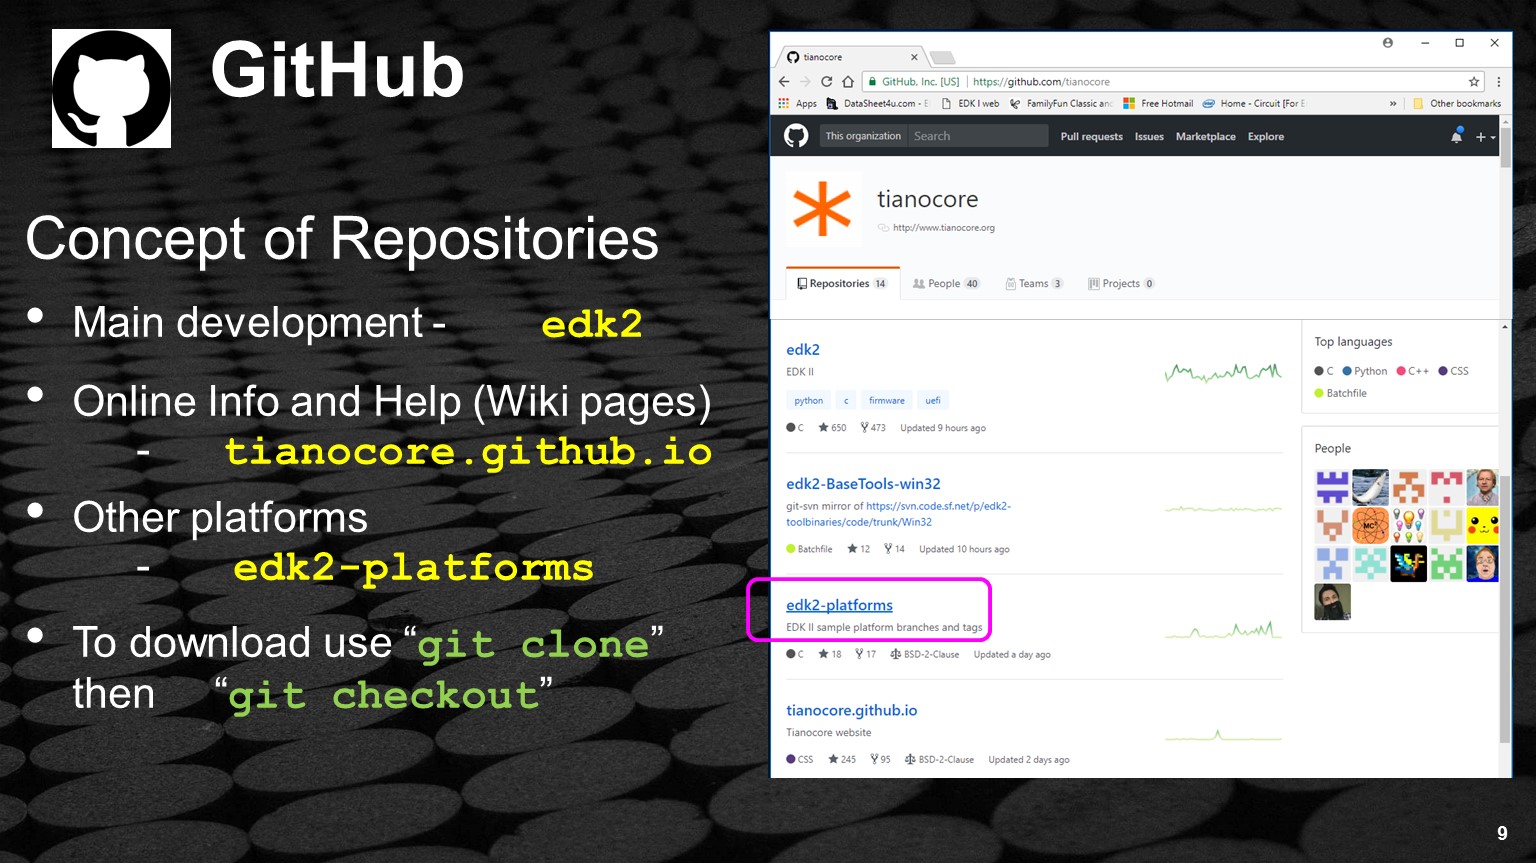 GitHub
Concept of Repositories
• Main development - edk2
• Online Info and Help (Wiki pages)
- tianocore.github.io
• Other platforms
- edk2-platforms
• To download use “git clone”
then “git checkout”
tianocore
GitHub, Inc. [US] | https://github.com/tianocore
Apps DataSheet4u.com - E EDK I web FamilyFun Classic and Free Hotmail Home - Circuit [For E » Other bookmarks
This organization Search Pull requests Issues Marketplace Explore
tianocore
http://www.tianocore.org
Repositories 14 People 40 Teams 3 Projects 0
edk2
EDK II
python c firmware uefi
C 650 473 Updated 9 hours ago
edk2-BaseTools-win32
git-svn mirror of https://svn.code.sf.net/p/edk2-
toolbinaries/code/trunk/Win32
Batchfile 12 14 Updated 10 hours ago
edk2-platforms
EDK II sample platform branches and tags
C 18 17 BSD-2-Clause Updated a day ago
tianocore.github.io
Tianocore website
CSS 245 95 BSD-2-Clause Updated 2 days ago
Top languages
C Python C++ CSS
Batchfile
People
9